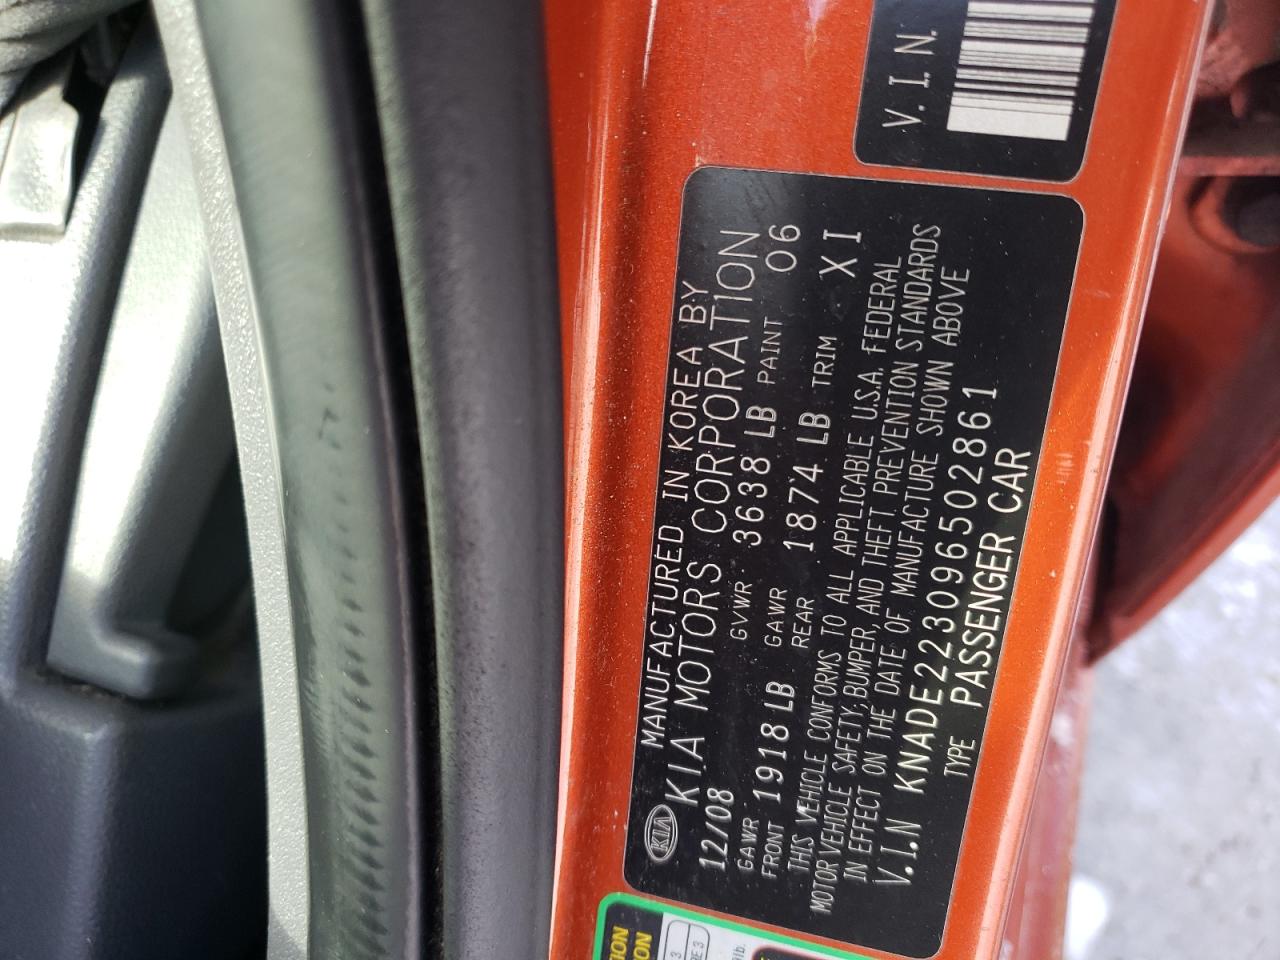 V. I. N.
KIA MANUFACTURED IN KOREA BY
KIA MOTORS CORPORATION
12/08 GVWR 3638 LB PAINT 06
GAWR FRONT 1918 LB GAWR REAR 1874 LB TRIM XI
THIS VEHICLE CONFORMS TO ALL APPLICABLE U.S.A. FEDERAL
MOTOR VEHICLE SAFETY, BUMPER, AND THEFT PREVENTION STANDARDS
IN EFFECT ON THE DATE OF MANUFACTURE SHOWN ABOVE
V.I.N KNADE223096502861
TYPE PASSENGER CAR